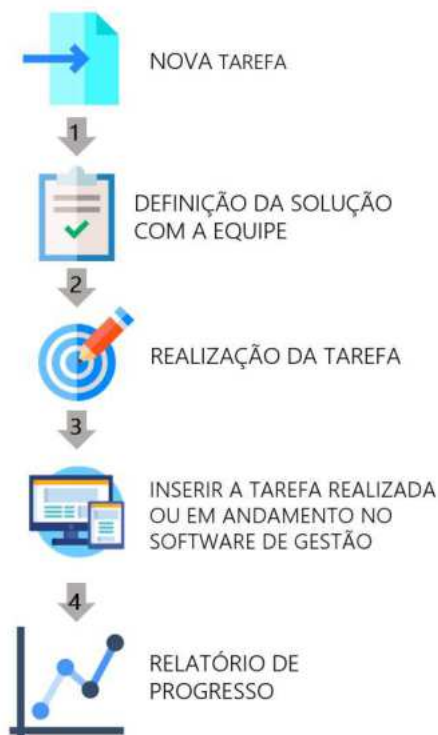 NOVA TAREFA
1
DEFINIÇÃO DA SOLUÇÃO
COM A EQUIPE
2
REALIZAÇÃO DA TAREFA
3
INSERIR A TAREFA REALIZADA
OU EM ANDAMENTO NO
SOFTWARE DE GESTÃO
4
RELATÓRIO DE
PROGRESSO